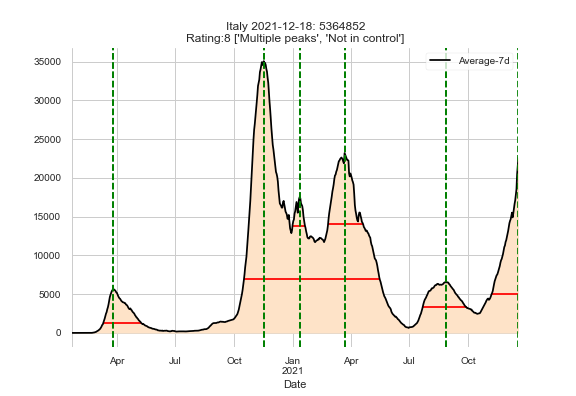 Italy 2021-12-18: 5364852
Rating:8 ['Multiple peaks', 'Not in control']
Average-7d
35000
30000
25000
20000
15000
10000
5000
0
Apr Jul Oct Jan Apr Jul Oct
2021
Date